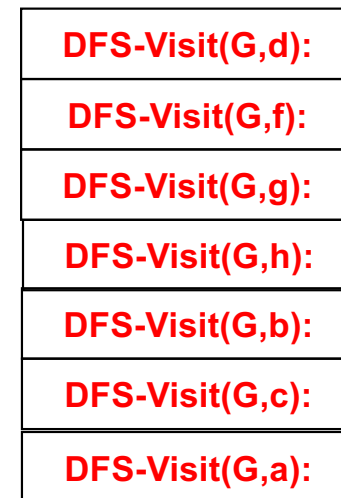 DFS-Visit(G,d):
DFS-Visit(G,f):
DFS-Visit(G,g):
DFS-Visit(G,h):
DFS-Visit(G,b):
DFS-Visit(G,c):
DFS-Visit(G,a):